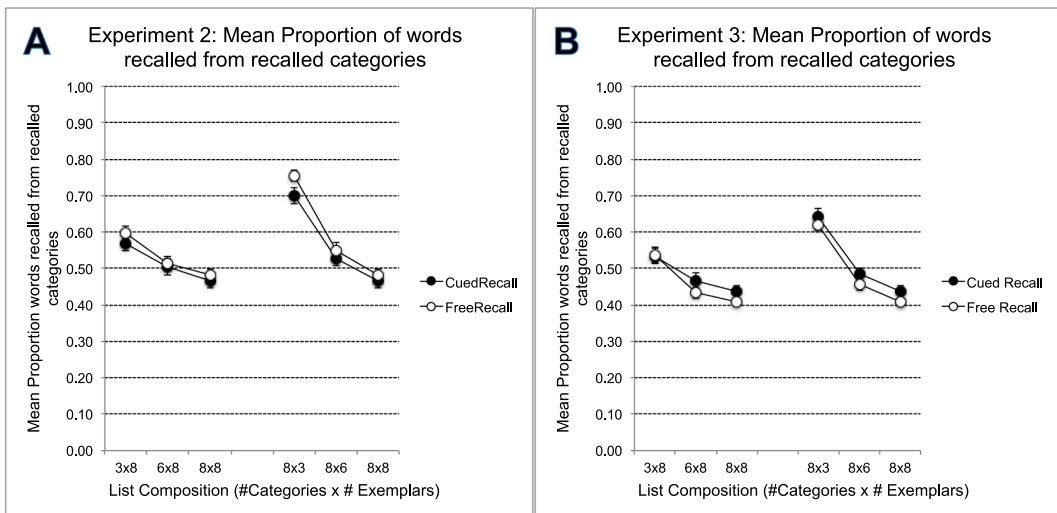 A
Experiment 2: Mean Proportion of words
recalled from recalled categories
Mean Proportion words recalled from recalled
categories
1.00
0.90
0.80
0.70
0.60
0.50
0.40
0.30
0.20
0.10
0.00
CuedRecall
FreeRecall
3x8 6x8 8x8 8x3 8x6 8x8
List Composition (#Categories x # Exemplars)
B
Experiment 3: Mean Proportion of words
recalled from recalled categories
Mean Proportion words recalled from recalled
categories
1.00
0.90
0.80
0.70
0.60
0.50
0.40
0.30
0.20
0.10
0.00
Cued Recall
Free Recall
3x8 6x8 8x8 8x3 8x6 8x8
List Composition (#Categories x # Exemplars)